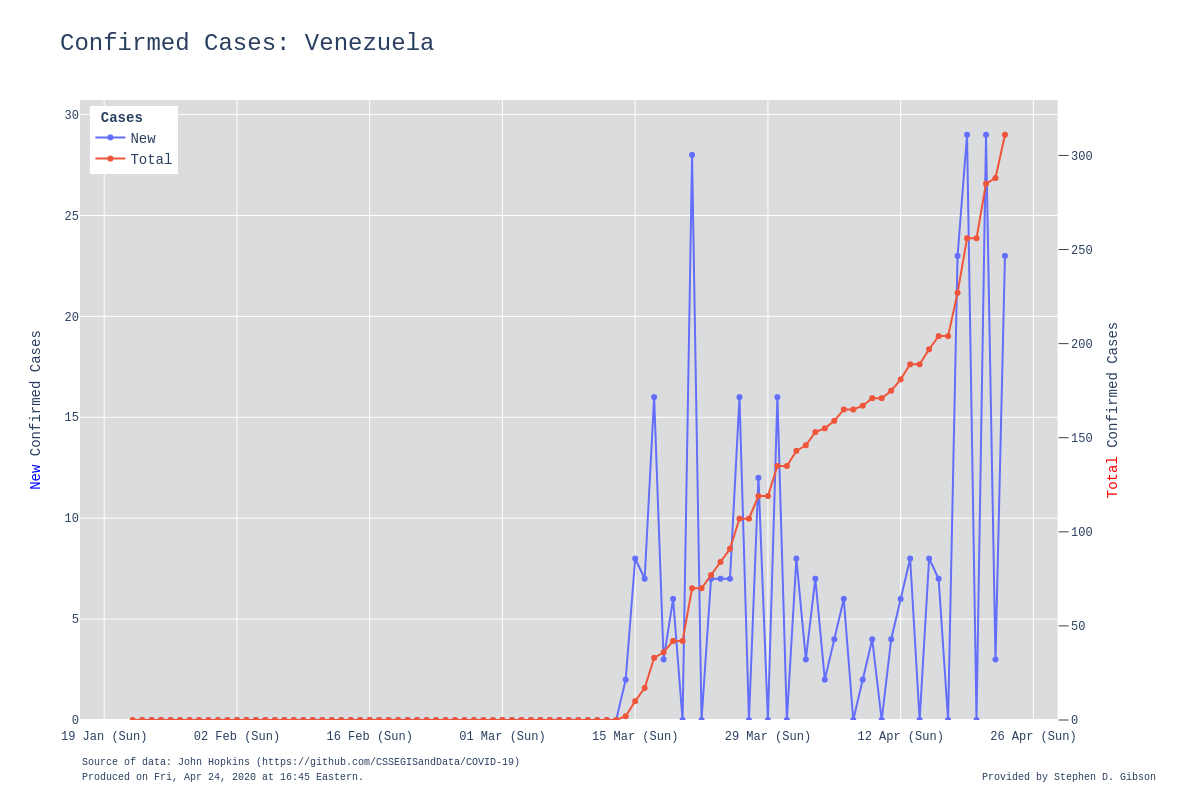 Confirmed Cases: Venezuela
Cases
New
Total
30
25
20
15
10
5
0
300
250
200
150
100
50
0
New Confirmed Cases
Total Confirmed Cases
19 Jan (Sun)
02 Feb (Sun)
16 Feb (Sun)
01 Mar (Sun)
15 Mar (Sun)
29 Mar (Sun)
12 Apr (Sun)
26 Apr (Sun)
Source of data: John Hopkins (https://github.com/CSSEGISandData/COVID-19)
Produced on Fri, Apr 24, 2020 at 16:45 Eastern.
Provided by Stephen D. Gibson